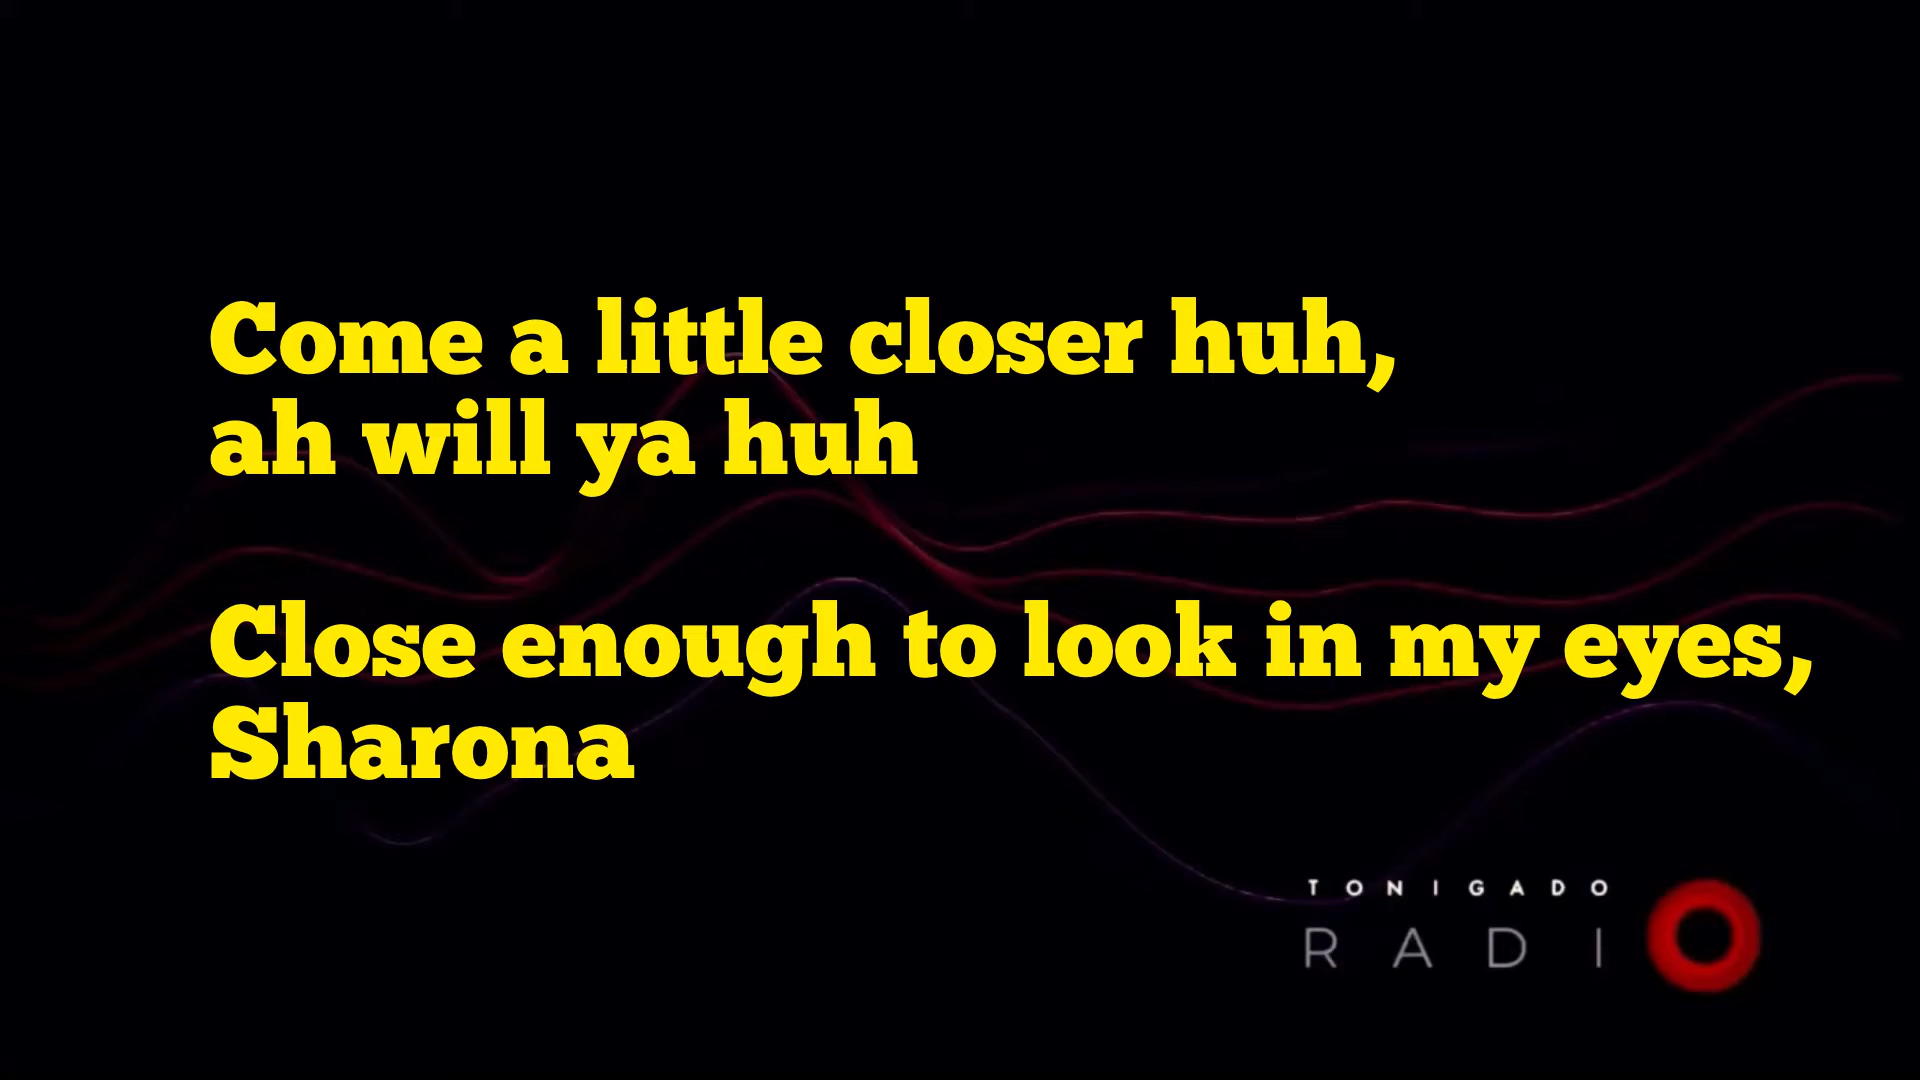 Come a little closer huh,
ah will ya huh
Close enough to look in my eyes,
Sharona
TONIGADO
RADIO